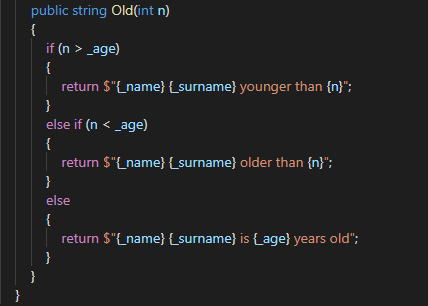 public string Old(int n)
{
if (n > _age)
{
return $"{_name} {_surname} younger than {n}";
}
else if (n < _age)
{
return $"{_name} {_surname} older than {n}";
}
else
{
return $"{_name} {_surname} is {_age} years old";
}
}
}